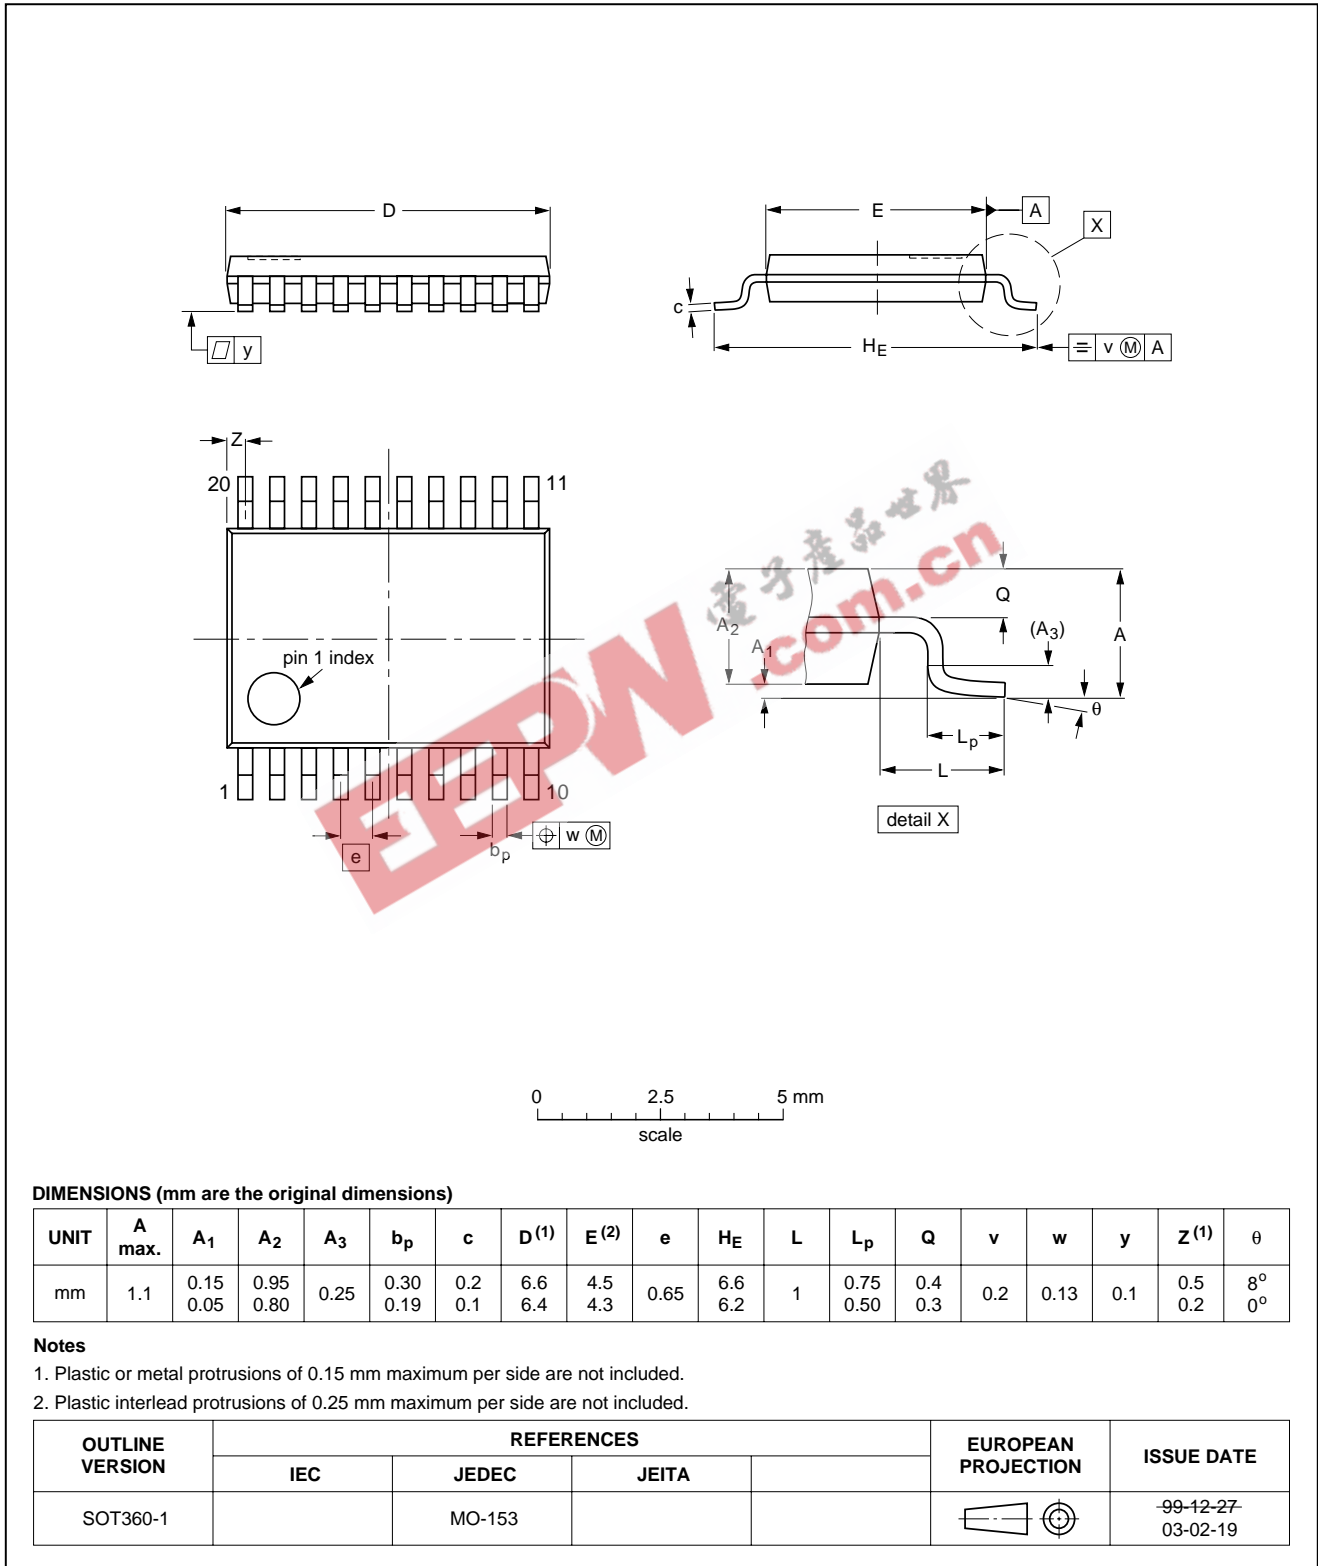 D
E
A
X
c
y
HE
v M A
Z
20
11
pin 1 index
1
10
e
bp
w M
A2
A1
Q
(A3)
A
θ
Lp
L
detail X
電子產品世界
EEPW .com.cn
0 2.5 5 mm
scale
DIMENSIONS (mm are the original dimensions)
UNIT A max. A1 A2 A3 bp c D(1) E(2) e HE L Lp Q v w y Z(1) θ
mm 1.1 0.15 0.05 0.95 0.80 0.25 0.30 0.19 0.2 0.1 6.6 6.4 4.5 4.3 0.65 6.6 6.2 1 0.75 0.50 0.4 0.3 0.2 0.13 0.1 0.5 0.2 8° 0°
Notes
1. Plastic or metal protrusions of 0.15 mm maximum per side are not included.
2. Plastic interlead protrusions of 0.25 mm maximum per side are not included.
OUTLINE VERSION REFERENCES EUROPEAN PROJECTION ISSUE DATE
IEC JEDEC JEITA
SOT360-1 MO-153 99-12-27 03-02-19